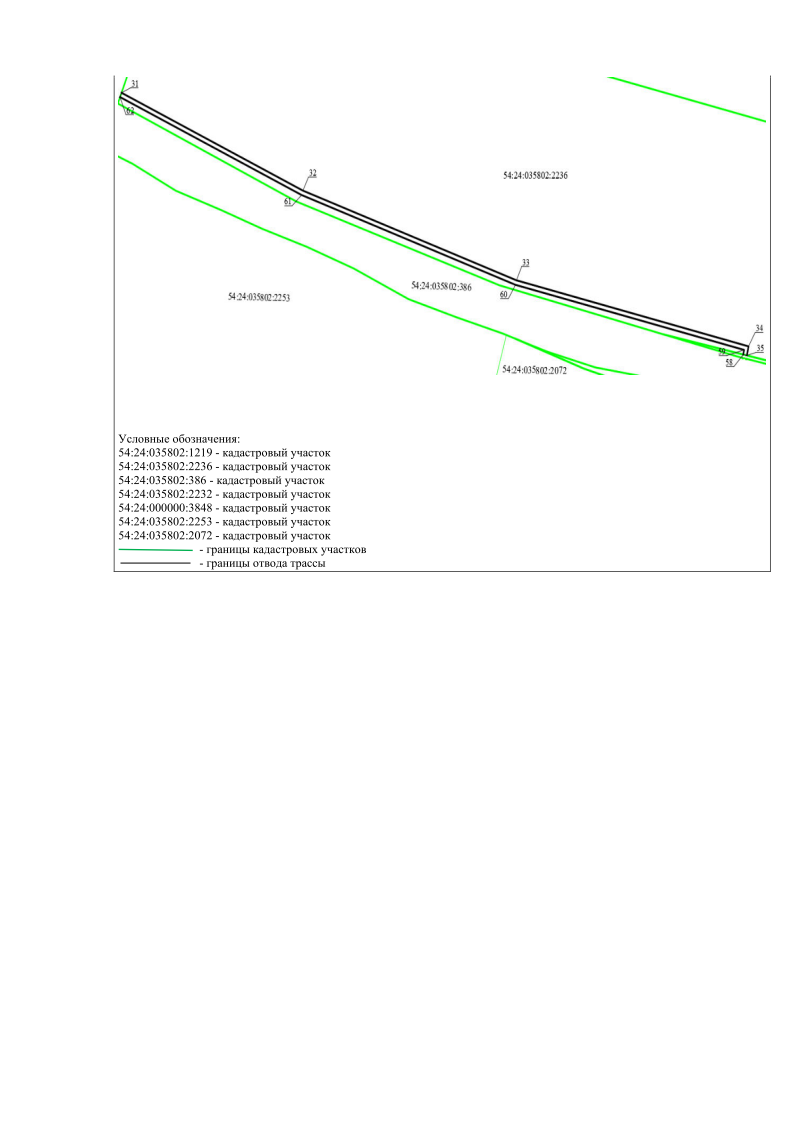 31
62
32
54:24:035802:2236
61
33
54:24:035802:386
60
54:24:035802:2253
34
59
35
58
54:24:035802:2072
Условные обозначения:
54:24:035802:1219 - кадастровый участок
54:24:035802:2236 - кадастровый участок
54:24:035802:386 - кадастровый участок
54:24:035802:2232 - кадастровый участок
54:24:000000:3848 - кадастровый участок
54:24:035802:2253 - кадастровый участок
54:24:035802:2072 - кадастровый участок
- границы кадастровых участков
- границы отвода трассы